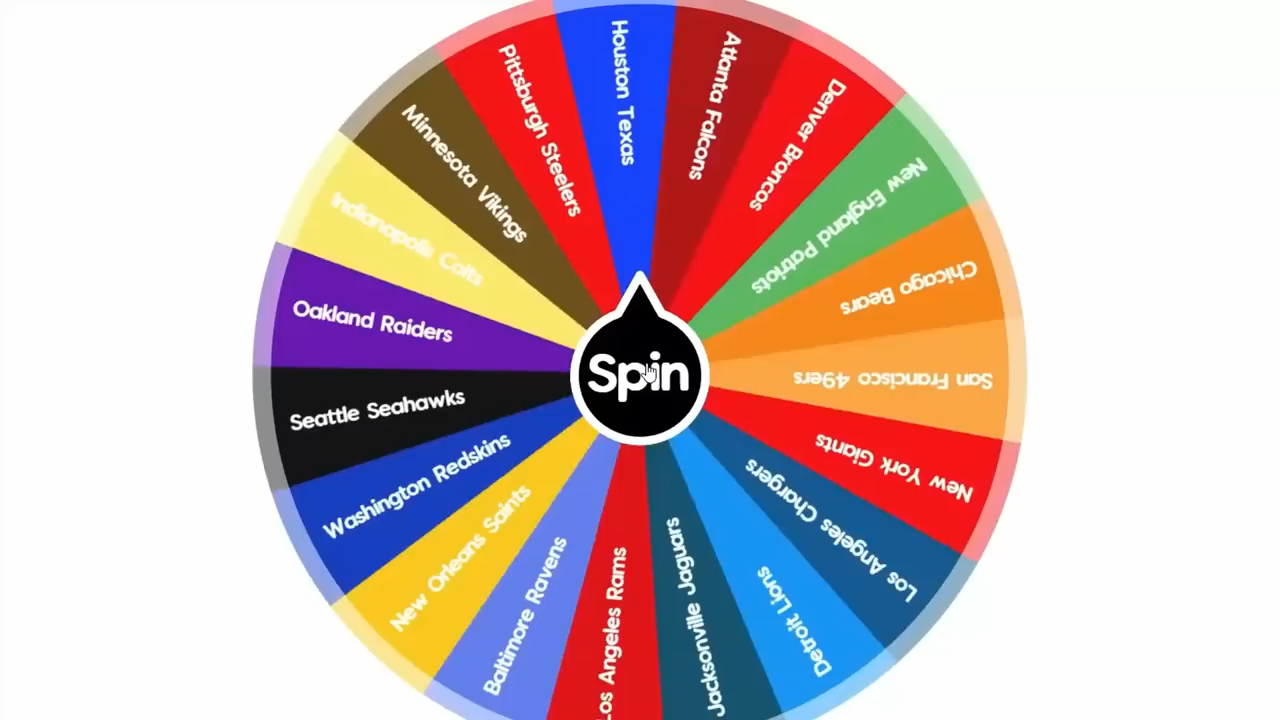 Houston Texas
Atlanta Falcons
Denver Broncos
New England Patriots
Chicago Bears
San Francisco 49ers
New York Giants
Los Angeles Chargers
Detroit Lions
Jacksonville Jaguars
Los Angeles Rams
Baltimore Ravens
New Orleans Saints
Washington Redskins
Seattle Seahawks
Oakland Raiders
Indianapolis Colts
Minnesota Vikings
Pittsburgh Steelers
Spin